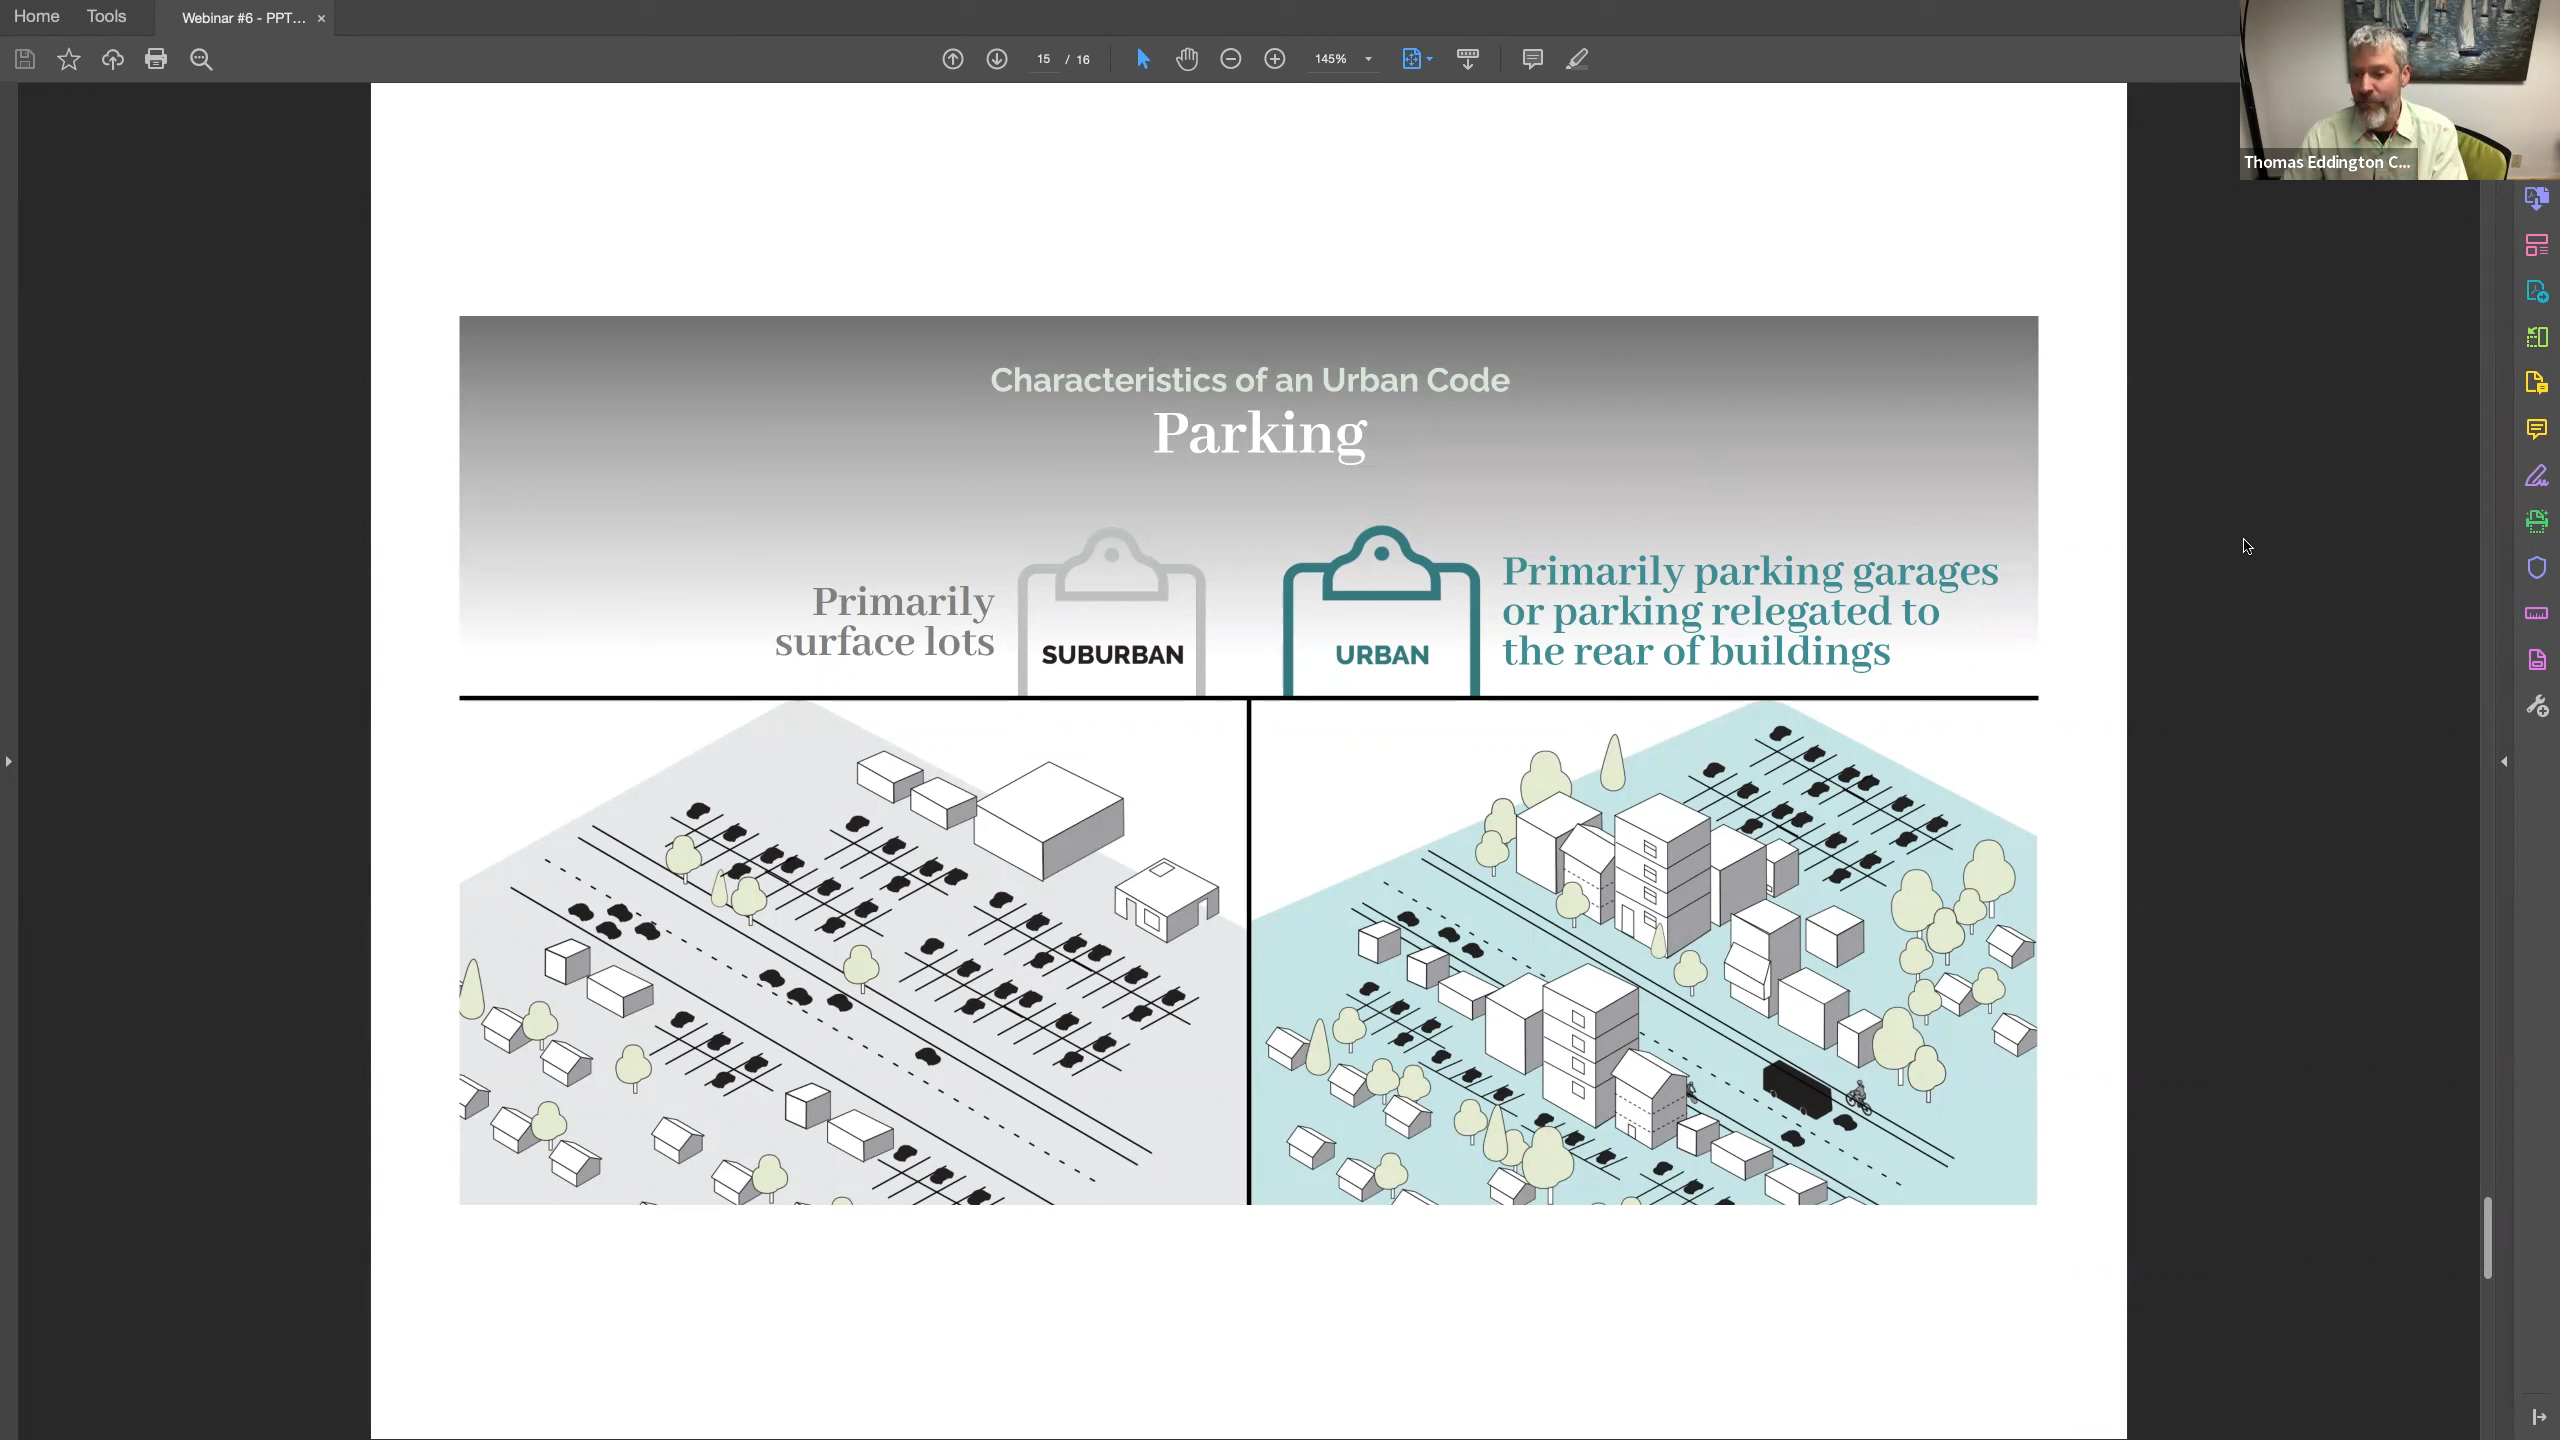 Home
Tools
Webinar #6 - PPT...
15 / 16
145%
Thomas Eddington C...
Characteristics of an Urban Code
Parking
Primarily
surface lots
SUBURBAN
URBAN
Primarily parking garages
or parking relegated to
the rear of buildings